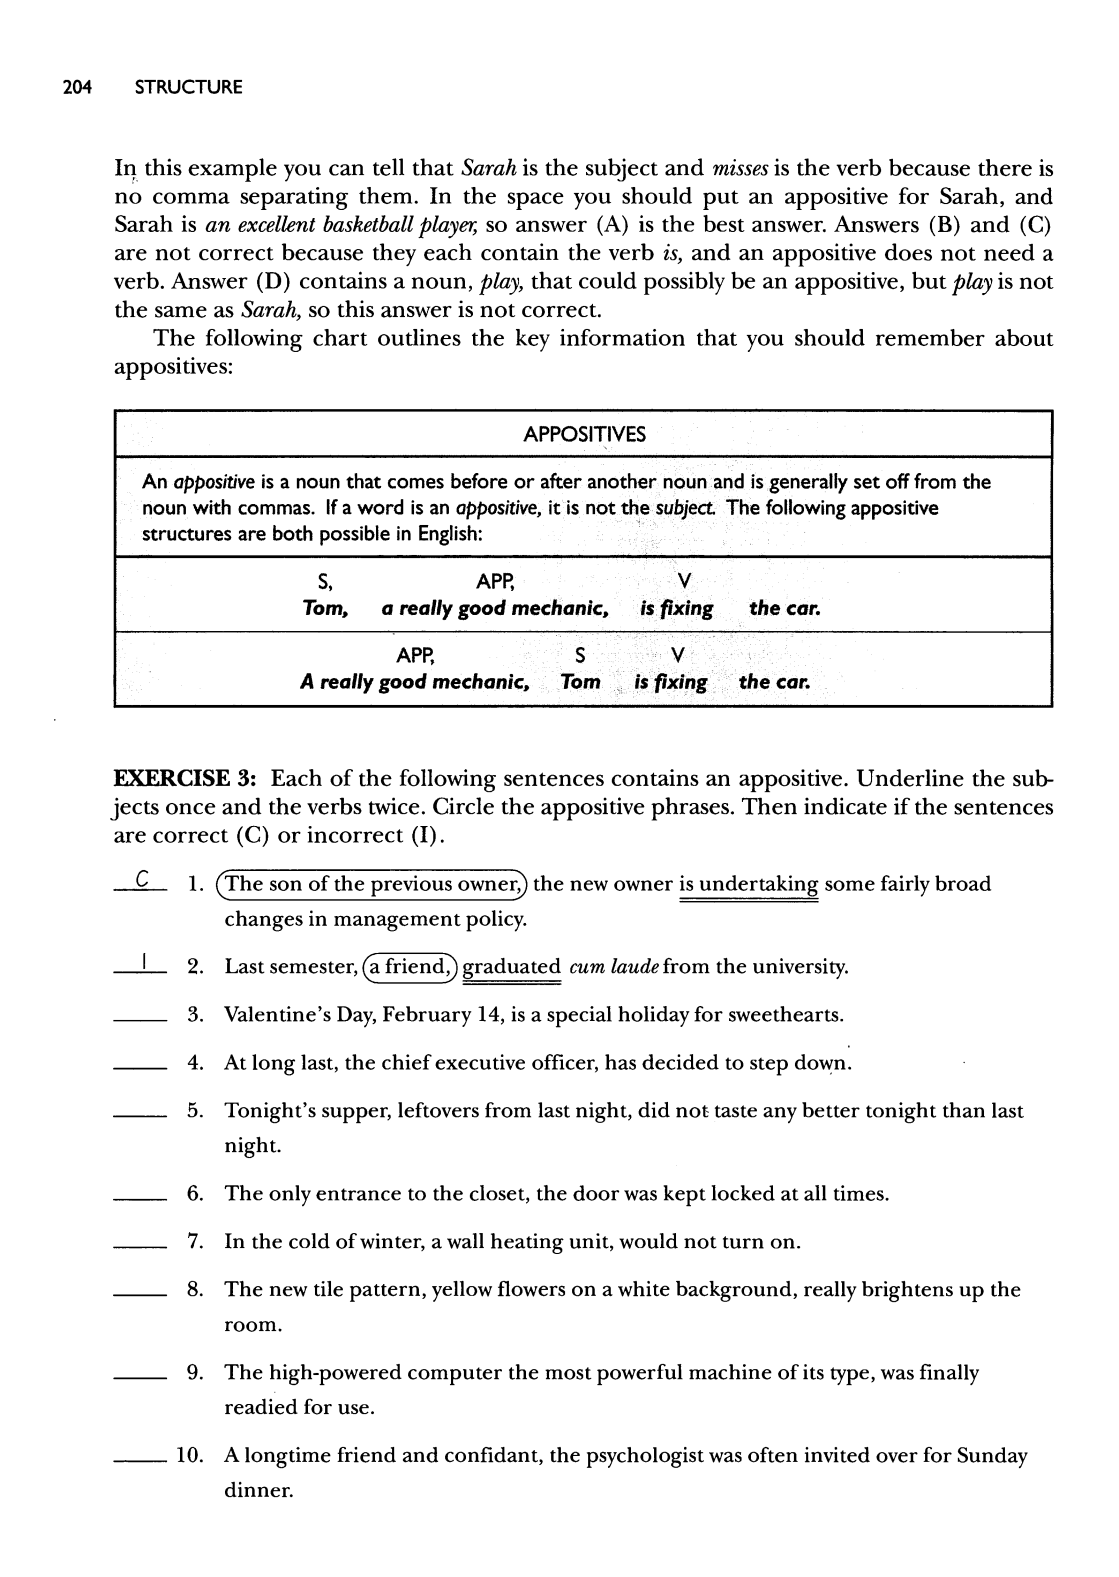 204 STRUCTURE
In this example you can tell that Sarah is the subject and misses is the verb because there is
no comma separating them. In the space you should put an appositive for Sarah, and
Sarah is an excellent basketball player, so answer (A) is the best answer. Answers (B) and (C)
are not correct because they each contain the verb is, and an appositive does not need a
verb. Answer (D) contains a noun, play, that could possibly be an appositive, but play is not
the same as Sarah, so this answer is not correct.
The following chart outlines the key information that you should remember about
appositives:
APPOSITIVES
An appositive is a noun that comes before or after another noun and is generally set off from the
noun with commas. If a word is an appositive, it is not the subject. The following appositive
structures are both possible in English:
S, APP, V
Tom, a really good mechanic, is fixing the car.
APP, S V
A really good mechanic, Tom is fixing the car.
EXERCISE 3: Each of the following sentences contains an appositive. Underline the sub-
jects once and the verbs twice. Circle the appositive phrases. Then indicate if the sentences
are correct (C) or incorrect (I).
C 1. The son of the previous owner, the new owner is undertaking some fairly broad
changes in management policy.
I 2. Last semester, a friend, graduated cum laude from the university.
3. Valentine's Day, February 14, is a special holiday for sweethearts.
4. At long last, the chief executive officer, has decided to step down.
5. Tonight's supper, leftovers from last night, did not taste any better tonight than last
night.
6. The only entrance to the closet, the door was kept locked at all times.
7. In the cold of winter, a wall heating unit, would not turn on.
8. The new tile pattern, yellow flowers on a white background, really brightens up the
room.
9. The high-powered computer the most powerful machine of its type, was finally
readied for use.
10. A longtime friend and confidant, the psychologist was often invited over for Sunday
dinner.